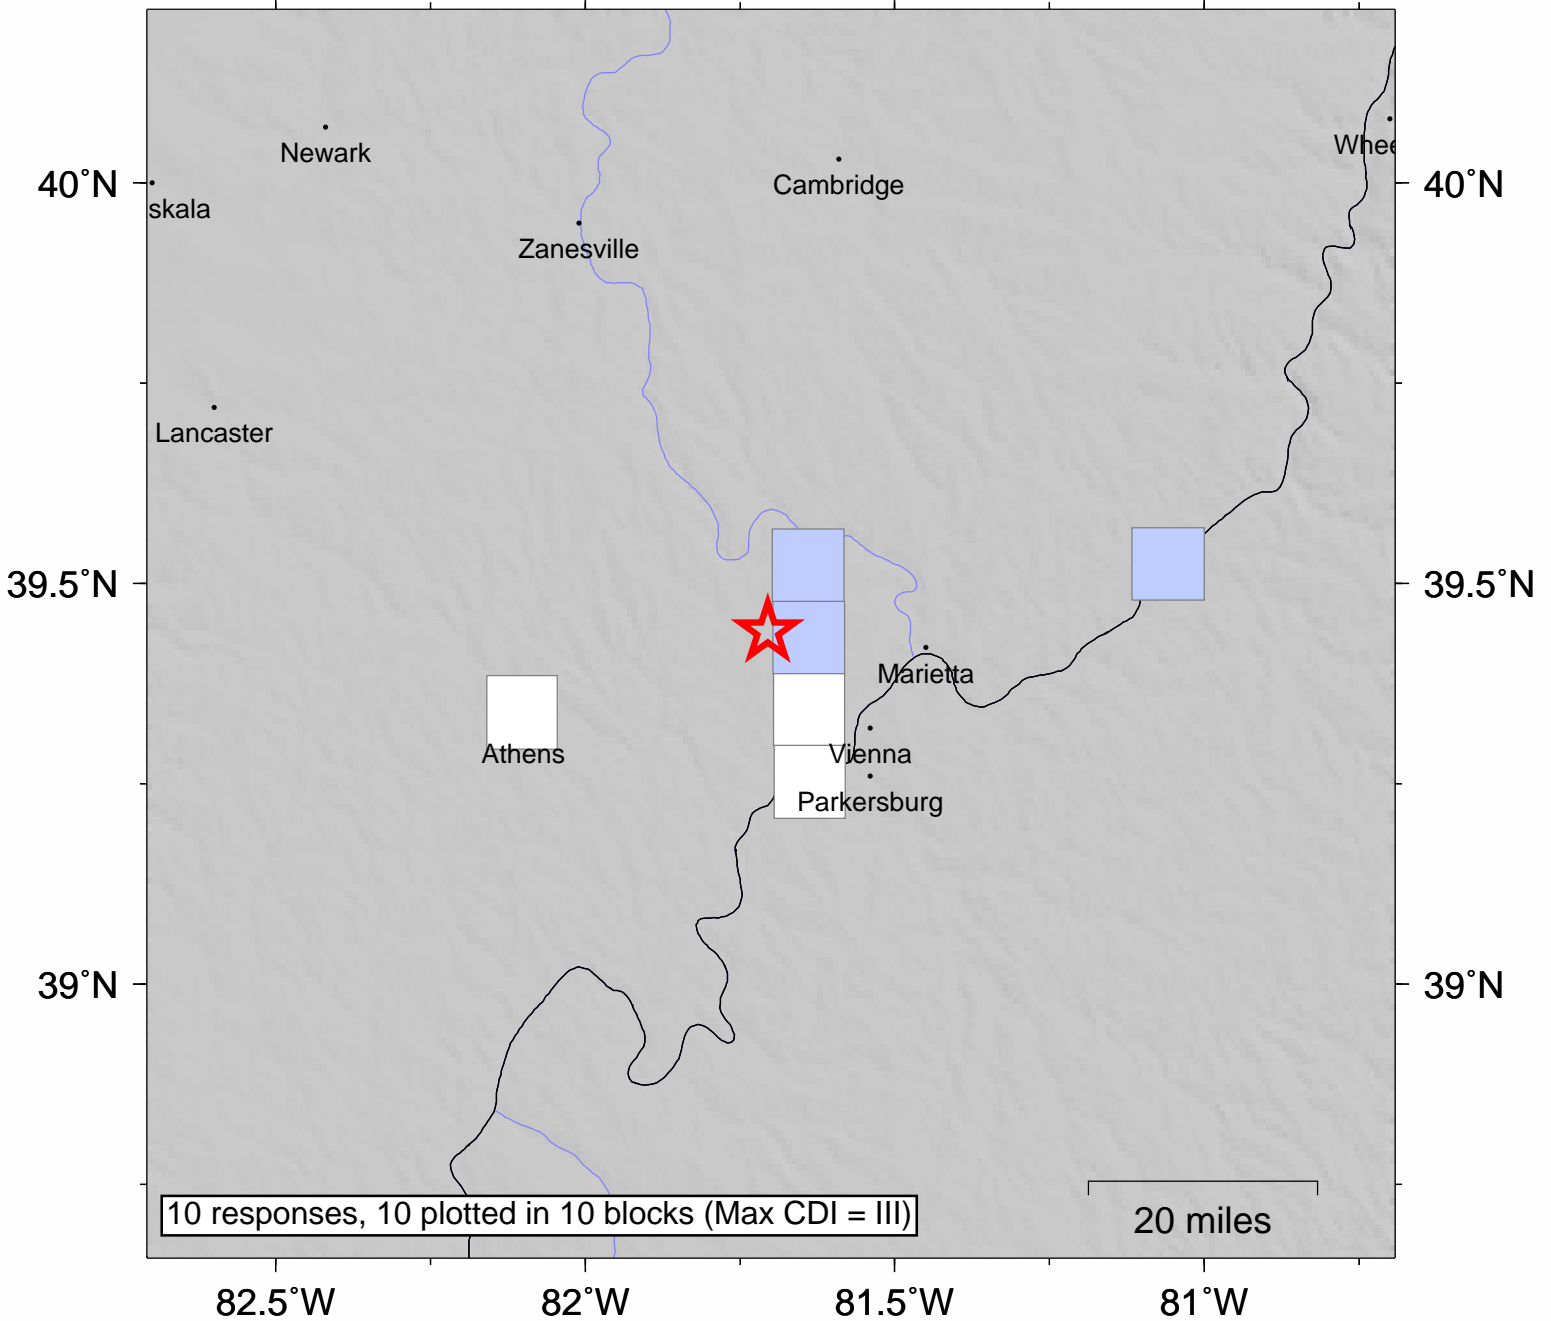 Newark
Whee
40°N
40°N
Cambridge
skala
Zanesville
Lancaster
39.5°N
39.5°N
Marietta
Athens
Vienna
Parkersburg
39°N
39°N
10 responses, 10 plotted in 10 blocks (Max CDI = III)
20 miles
82.5°W
82°W
81.5°W
81°W